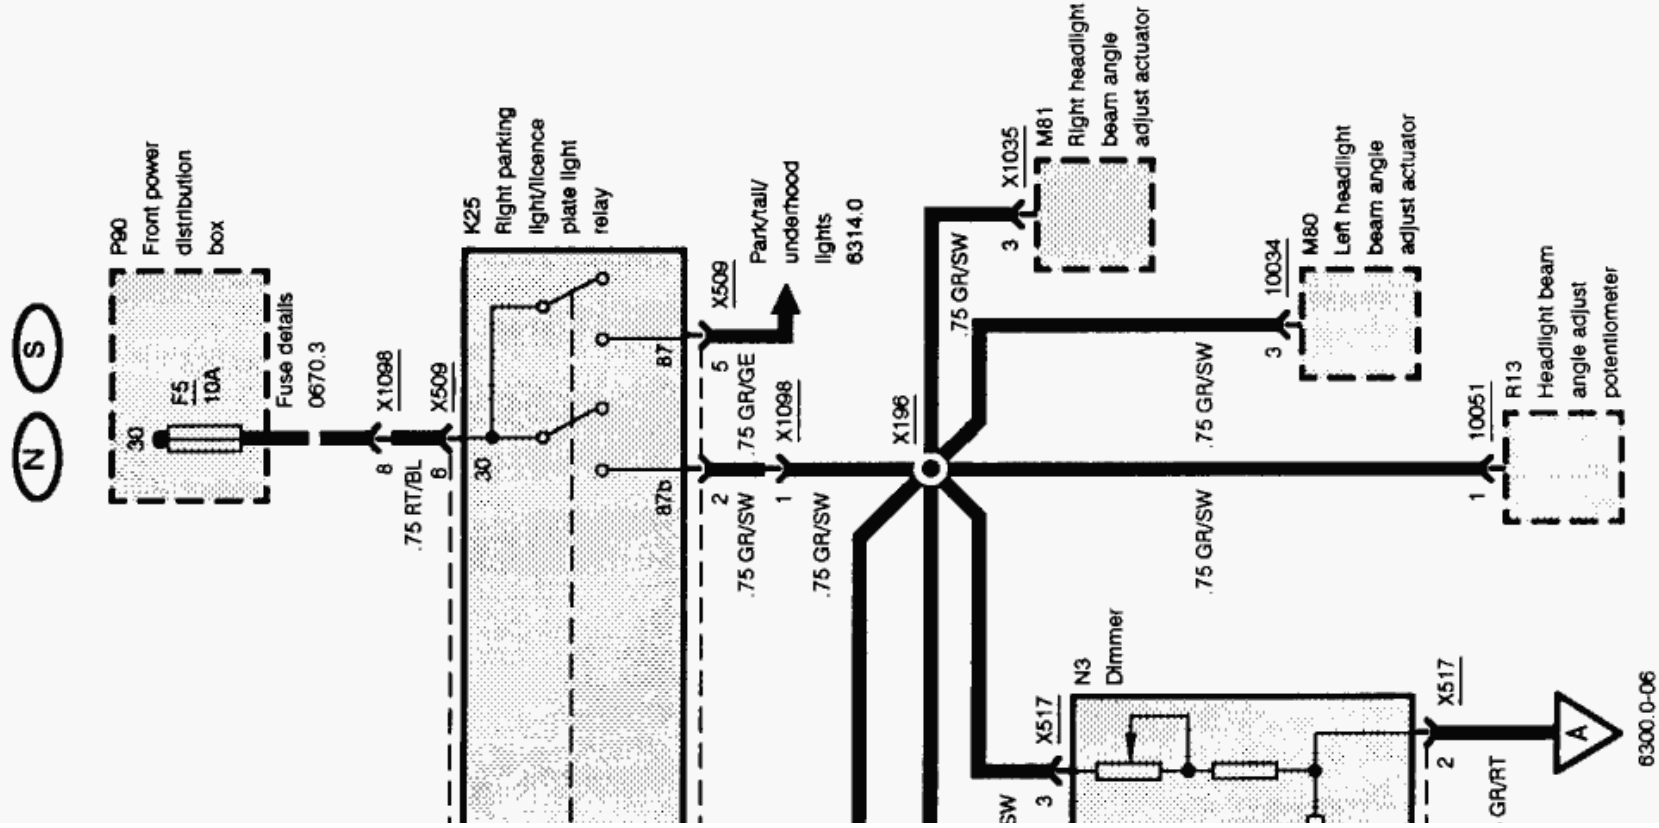 S
N
P90
Front power
distribution
box
30
F5
10A
Fuse details
0670.3
X1098
8
.75 RT/BL
X509
6
K25
Right parking
light/licence
plate light
relay
30
87
87b
X509
5
.75 GR/GE
Park/tail/
underhood
lights
6314.0
2
.75 GR/SW
X1098
1
.75 GR/SW
X196
.75 GR/SW
X1035
3
M81
Right headlight
beam angle
adjust actuator
.75 GR/SW
10034
3
M80
Left headlight
beam angle
adjust actuator
.75 GR/SW
10051
1
R13
Headlight beam
angle adjust
potentiometer
SW
X517
3
N3
Dimmer
X517
2
GR/RT
A
6300.0-06